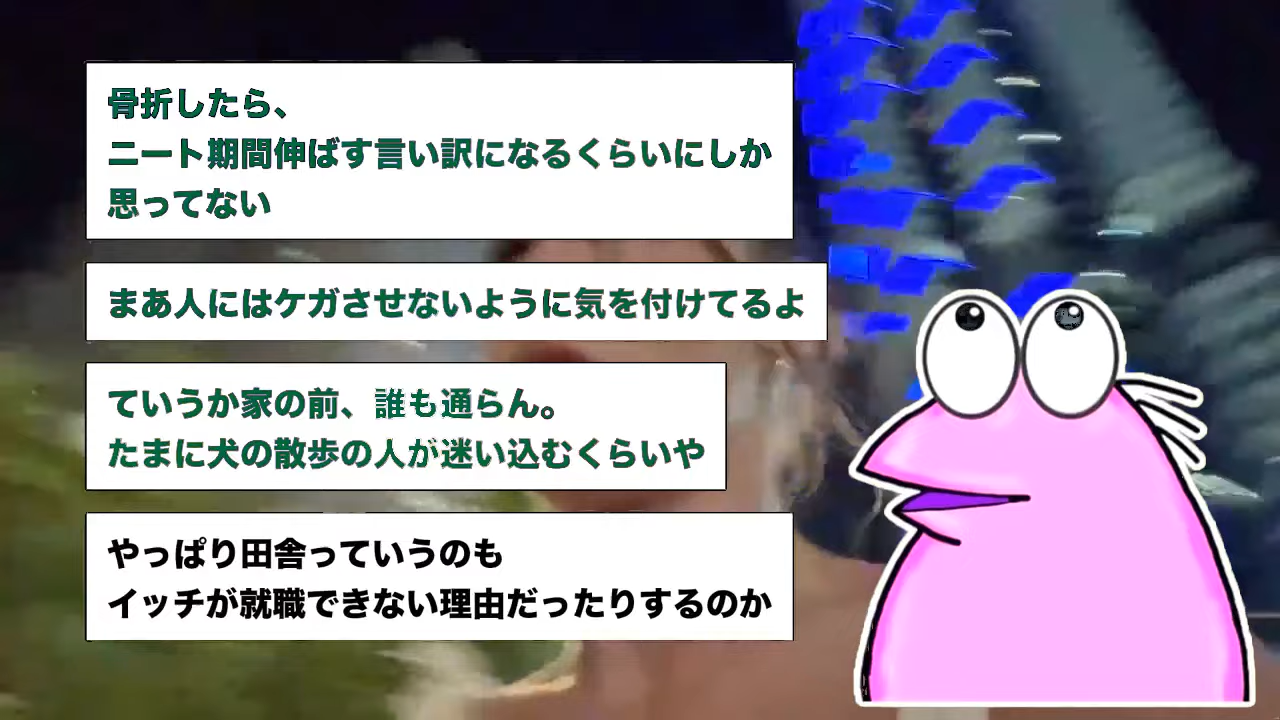 骨折したら、
ニート期間伸ばす言い訳になるくらいにしか
思ってない
まあ人にはケガさせないように気を付けてるよ
ていうか家の前、誰も通らん。
たまに犬の散歩の人が迷い込むくらいや
やっぱり田舎っていうのも
イッチが就職できない理由だったりするのか